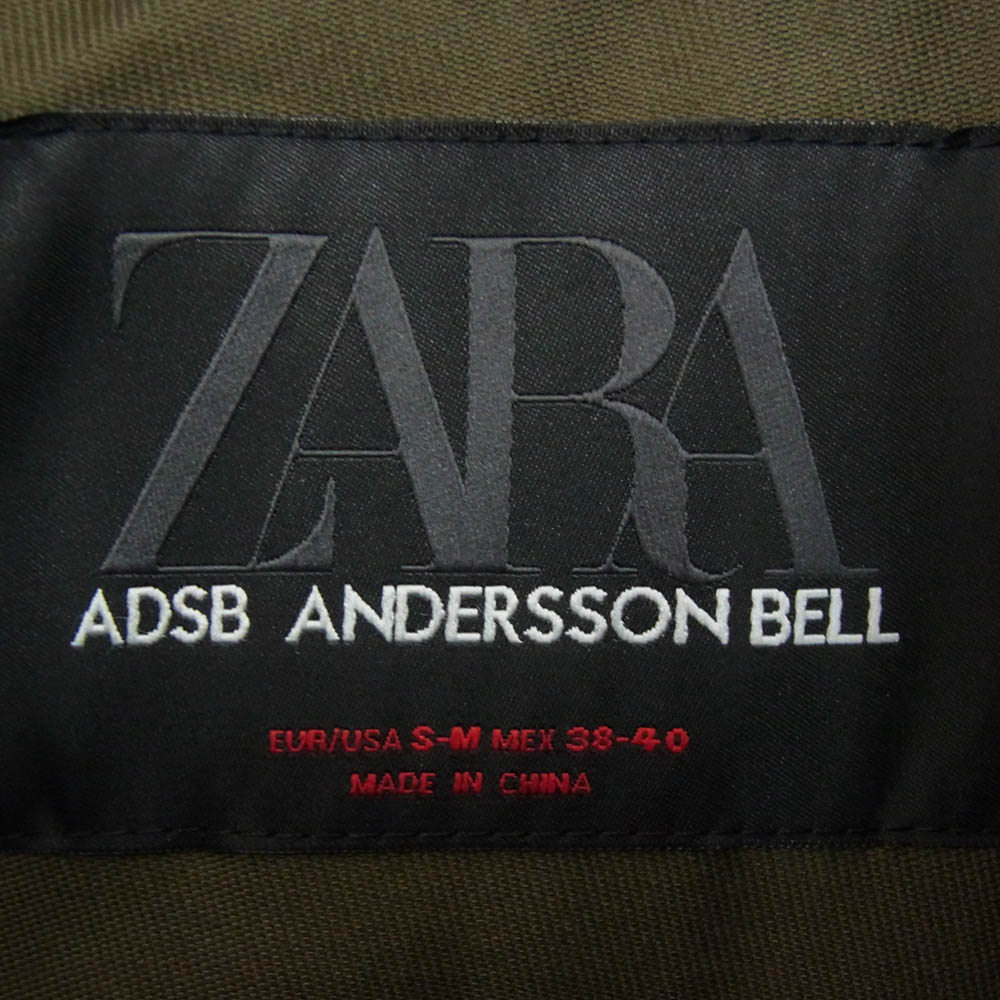 ZARA
ADSB ANDERSSON BELL
EUR/USA S-M MEX 38-40
MADE IN CHINA